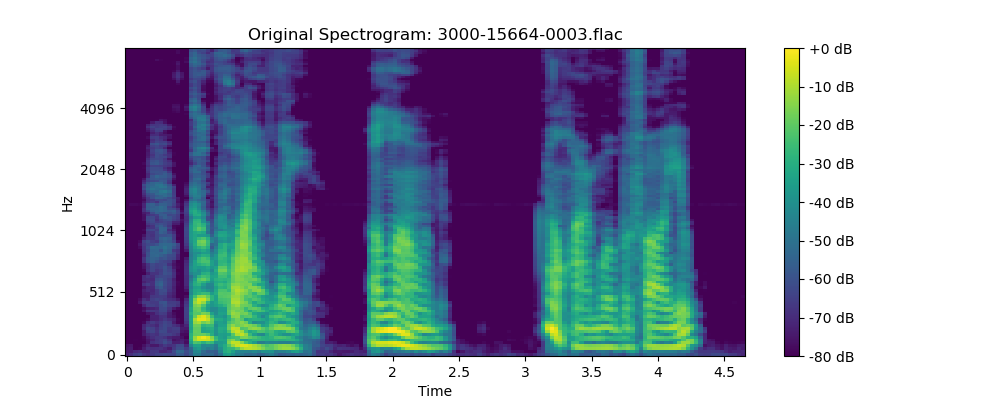 Original Spectrogram: 3000-15664-0003.flac
Hz
4096
2048
1024
512
0
0 0.5 1 1.5 2 2.5 3 3.5 4 4.5
Time
+0 dB
-10 dB
-20 dB
-30 dB
-40 dB
-50 dB
-60 dB
-70 dB
-80 dB